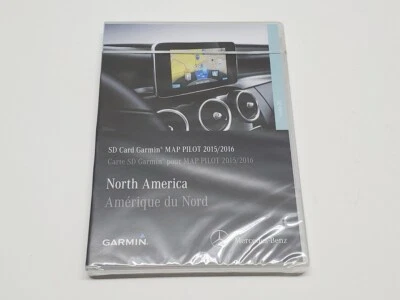 SD Card Garmin® MAP PILOT 2015/2016
Carte SD Garmin® pour MAP PILOT 2015/2016
North America
Amérique du Nord
GARMIN
Mercedes-Benz